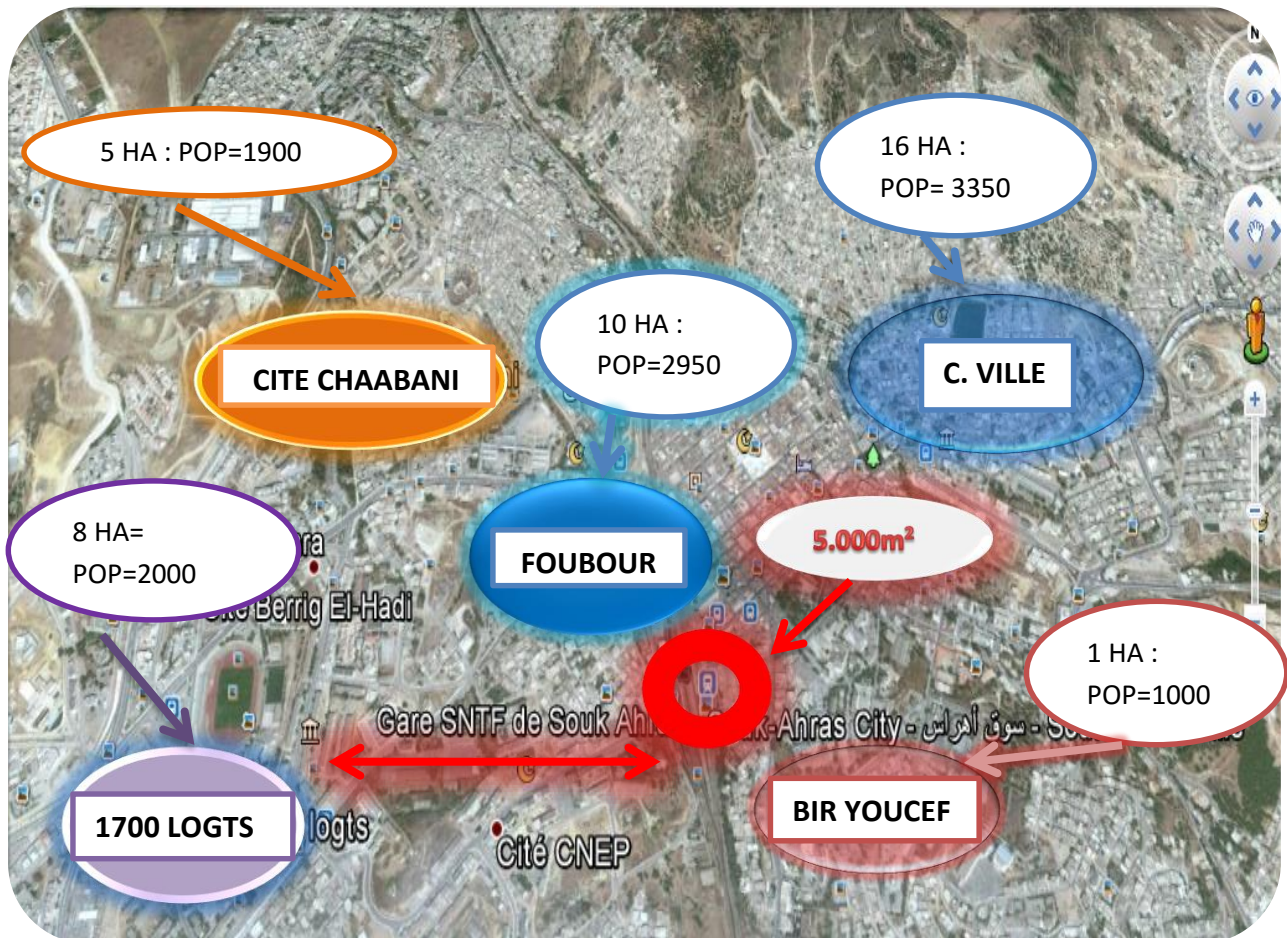 N
5 HA : POP=1900
16 HA :
POP= 3350
10 HA :
POP=2950
CITE CHAABANI
C. VILLE
8 HA=
POP=2000
FOUBOUR
5.000m²
Berrig El-Hadi
1 HA :
POP=1000
Gare SNTF de Souk
-Ahras City - سوق أهراس -
1700 LOGTS
logts
BIR YOUCEF
Cité CNEP